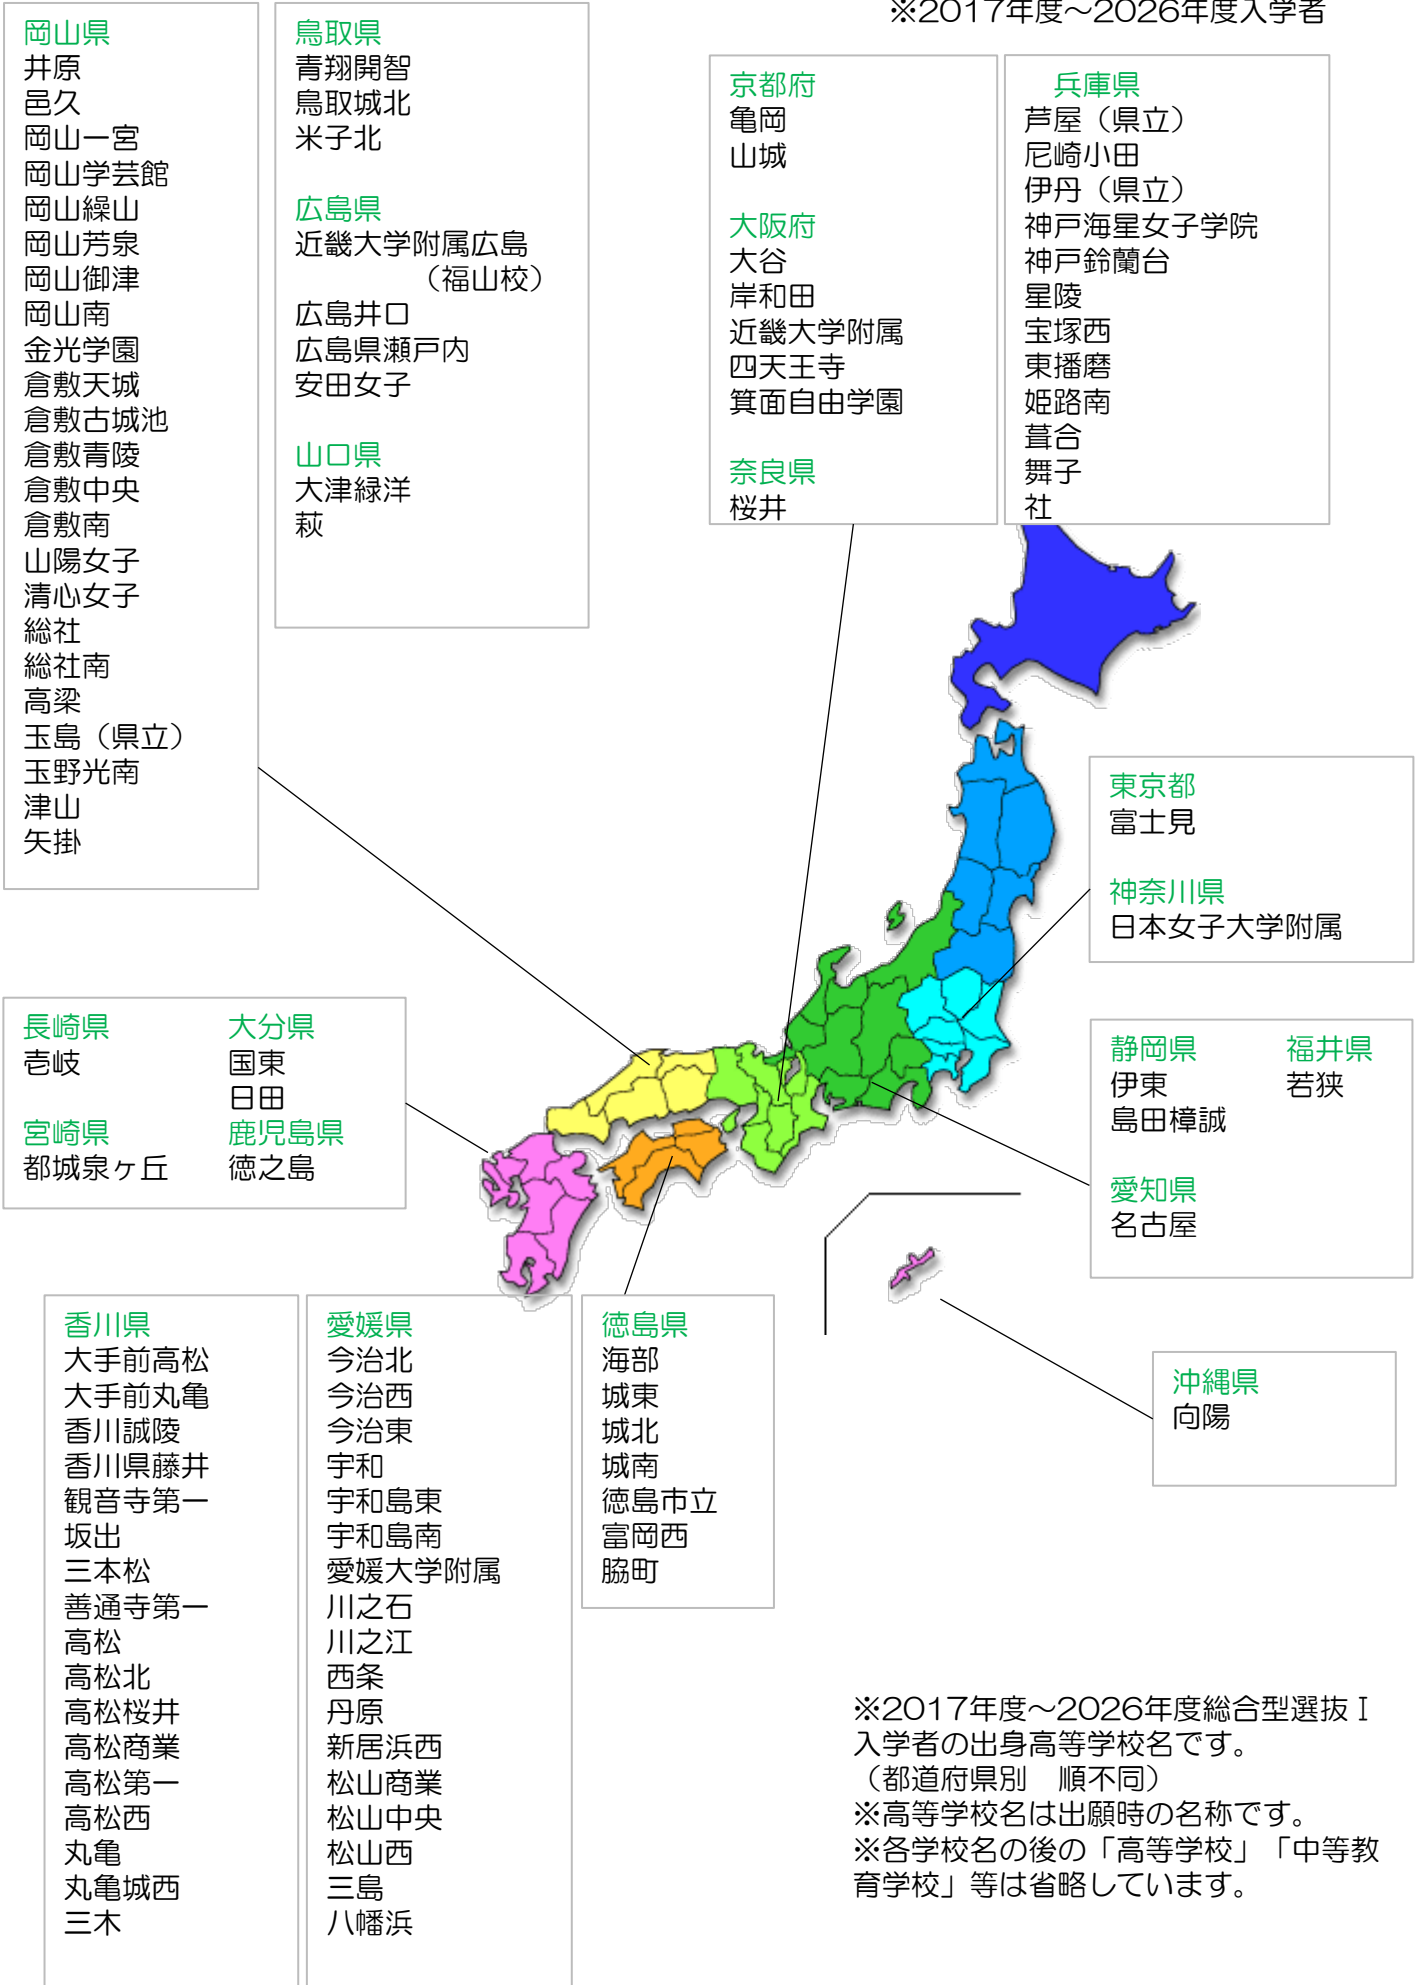 ※2017年度～2026年度入学者
岡山県
井原
邑久
岡山一宮
岡山学芸館
岡山操山
岡山芳泉
岡山御津
岡山南
金光学園
倉敷天城
倉敷古城池
倉敷青陵
倉敷中央
倉敷南
山陽女子
清心女子
総社
総社南
高梁
玉島（県立）
玉野光南
津山
矢掛
鳥取県
青翔開智
鳥取城北
米子北
広島県
近畿大学附属広島
（福山校）
広島井口
広島県瀬戸内
安田女子
山口県
大津緑洋
萩
京都府
亀岡
山城
大阪府
大谷
岸和田
近畿大学附属
四天王寺
箕面自由学園
奈良県
桜井
兵庫県
芦屋（県立）
尼崎小田
伊丹（県立）
神戸海星女子学院
神戸鈴蘭台
星陵
宝塚西
東播磨
姫路南
葺合
舞子
社
東京都
富士見
神奈川県
日本女子大学附属
長崎県
壱岐
宮崎県
都城泉ヶ丘
大分県
国東
日田
鹿児島県
徳之島
静岡県
伊東
島田樟誠
愛知県
名古屋
福井県
若狭
香川県
大手前高松
大手前丸亀
香川誠陵
香川県藤井
観音寺第一
坂出
三本松
善通寺第一
高松
高松北
高松桜井
高松商業
高松第一
高松西
丸亀
丸亀城西
三木
愛媛県
今治北
今治西
今治東
宇和
宇和島東
宇和島南
愛媛大学附属
川之石
川之江
西条
丹原
新居浜西
松山商業
松山中央
松山西
三島
八幡浜
徳島県
海部
城東
城北
城南
徳島市立
富岡西
脇町
沖縄県
向陽
※2017年度～2026年度総合型選抜Ⅰ
入学者の出身高等学校名です。
（都道府県別　順不同）
※高等学校名は出願時の名称です。
※各学校名の後の「高等学校」「中等教
育学校」等は省略しています。